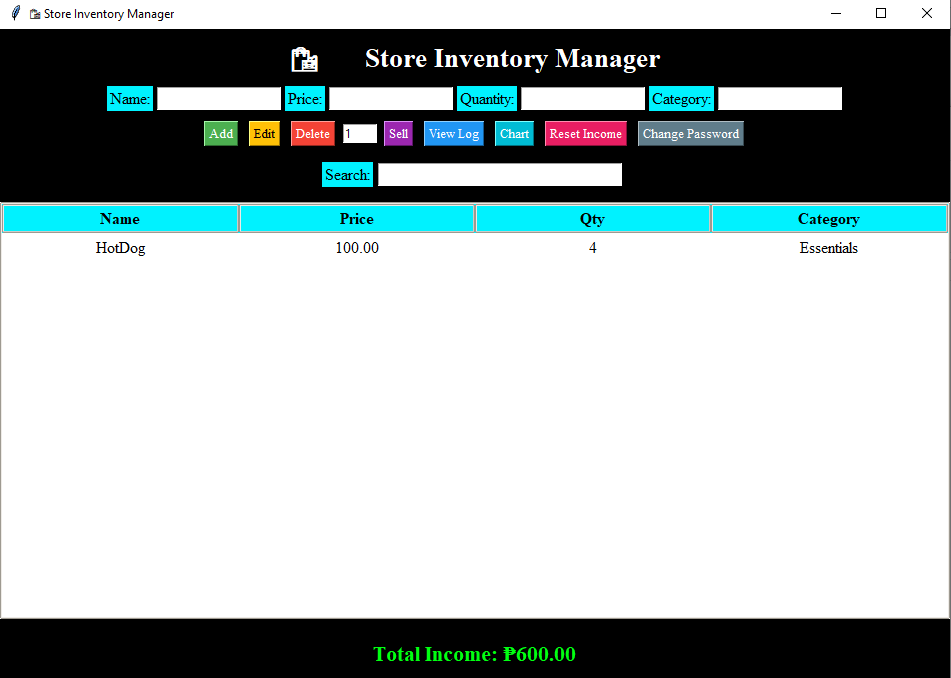 Store Inventory Manager
Store Inventory Manager
Name: Price: Quantity: Category:
Add Edit Delete 1 Sell View Log Chart Reset Income Change Password
Search:
Name Price Qty Category
HotDog 100.00 4 Essentials
Total Income: ₱600.00